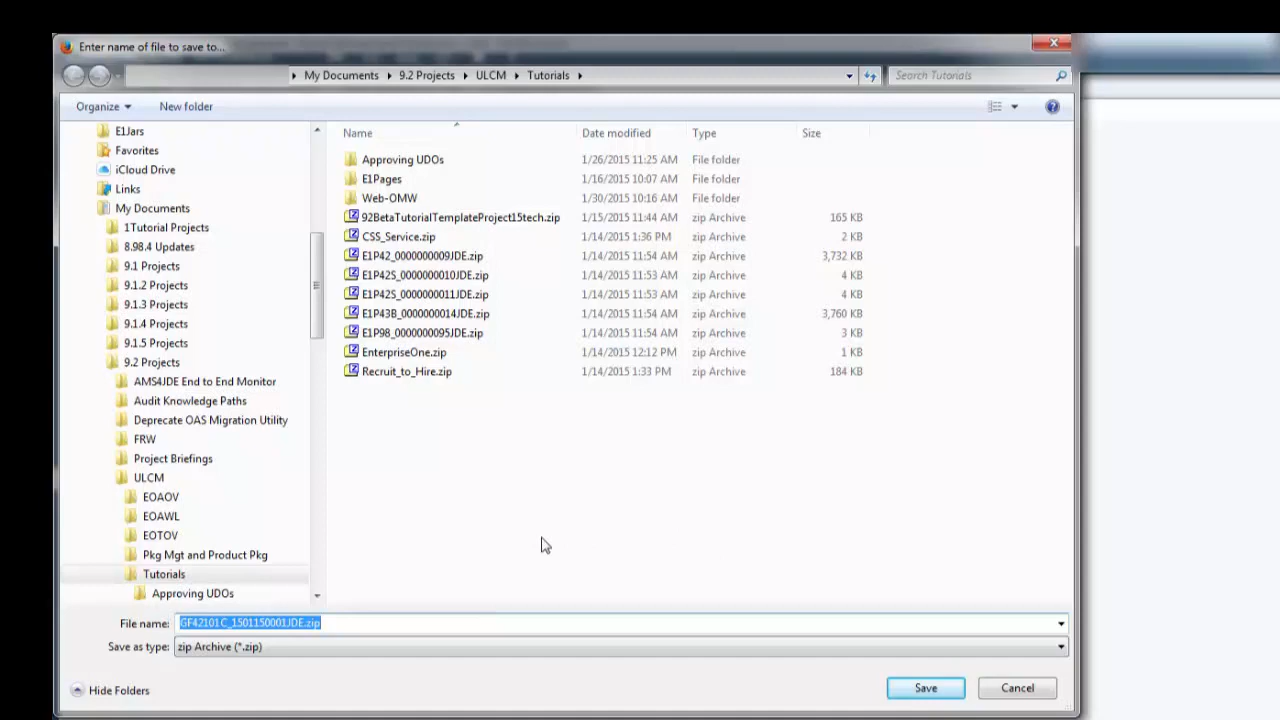 Enter name of file to save to...
My Documents 9.2 Projects ULCM Tutorials Search Tutorials
Organize New folder
E1Jars
Favorites
iCloud Drive
Links
My Documents
1Tutorial Projects
8.98.4 Updates
9.1 Projects
9.1.2 Projects
9.1.3 Projects
9.1.4 Projects
9.1.5 Projects
9.2 Projects
AMS4JDE End to End Monitor
Audit Knowledge Paths
Deprecate OAS Migration Utility
FRW
Project Briefings
ULCM
EOAOV
EOAWL
EOTOV
Pkg Mgt and Product Pkg
Tutorials
Approving UDOs
Name Date modified Type Size
Approving UDOs 1/26/2015 11:25 AM File folder
E1Pages 1/16/2015 10:07 AM File folder
Web-OMW 1/30/2015 10:16 AM File folder
92BetaTutorialTemplateProject15tech.zip 1/15/2015 11:44 AM zip Archive 165 KB
CSS_Service.zip 1/14/2015 1:36 PM zip Archive 2 KB
E1P42_0000000009JDE.zip 1/14/2015 11:54 AM zip Archive 3,732 KB
E1P42S_0000000010JDE.zip 1/14/2015 11:53 AM zip Archive 4 KB
E1P42S_0000000011JDE.zip 1/14/2015 11:53 AM zip Archive 4 KB
E1P43B_0000000014JDE.zip 1/14/2015 11:54 AM zip Archive 3,760 KB
E1P98_0000000095JDE.zip 1/14/2015 11:54 AM zip Archive 3 KB
EnterpriseOne.zip 1/14/2015 12:12 PM zip Archive 1 KB
Recruit_to_Hire.zip 1/14/2015 1:33 PM zip Archive 184 KB
File name: GF42101C_1501150001JDE.zip
Save as type: zip Archive (*.zip)
Hide Folders Save Cancel